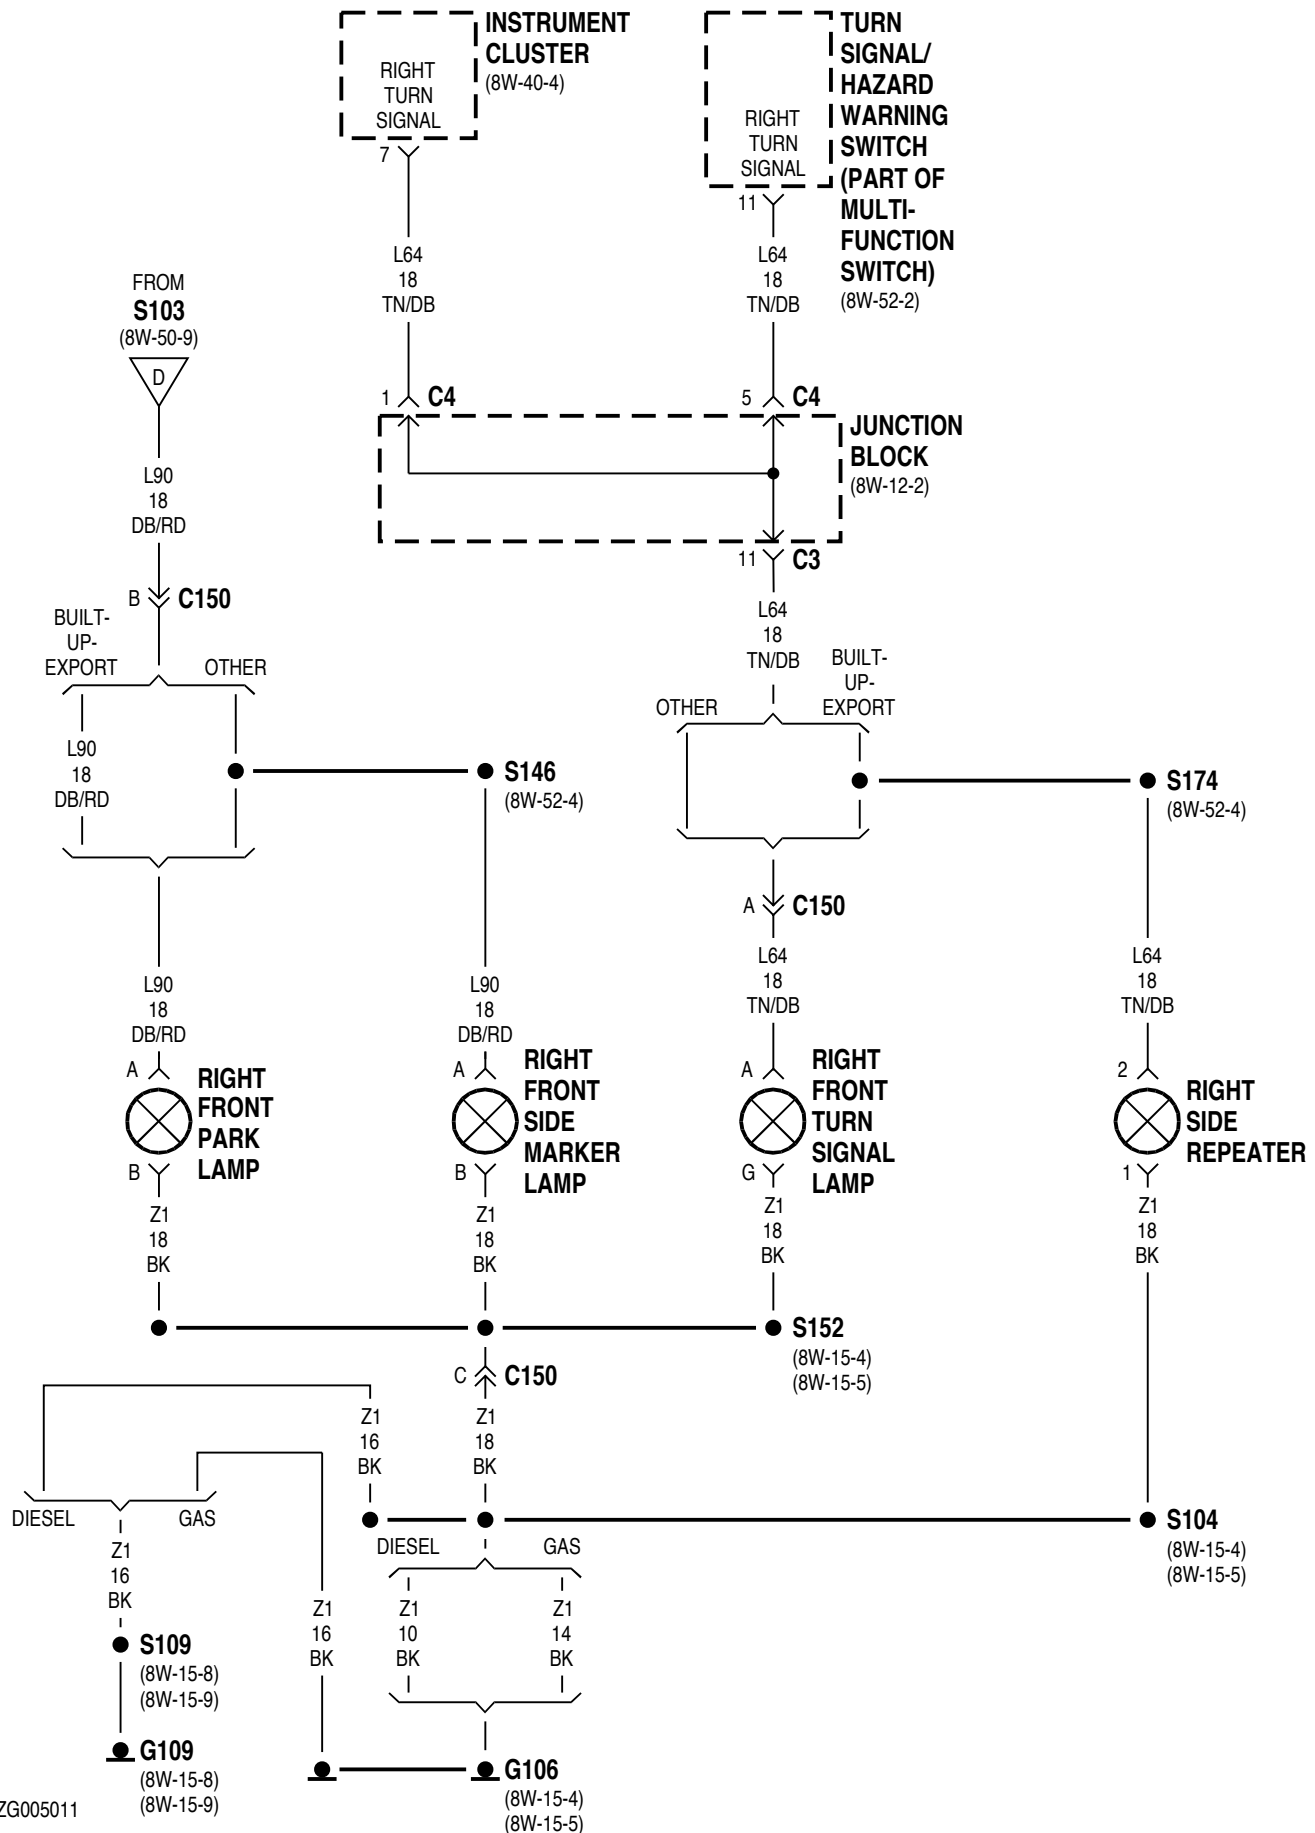 INSTRUMENT
CLUSTER
(8W-40-4)
RIGHT
TURN
SIGNAL
7
TURN
SIGNAL/
HAZARD
WARNING
SWITCH
(PART OF
MULTI-
FUNCTION
SWITCH)
(8W-52-2)
RIGHT
TURN
SIGNAL
11
L64
18
TN/DB
L64
18
TN/DB
FROM
S103
(8W-50-9)
D
1
C4
5
C4
JUNCTION
BLOCK
(8W-12-2)
L90
18
DB/RD
11
C3
B
C150
L64
18
TN/DB
BUILT-
UP-
EXPORT
OTHER
OTHER
BUILT-
UP-
EXPORT
L90
18
DB/RD
S146
(8W-52-4)
S174
(8W-52-4)
A
C150
L90
18
DB/RD
L90
18
DB/RD
L64
18
TN/DB
L64
18
TN/DB
A
RIGHT
FRONT
PARK
LAMP
B
A
RIGHT
FRONT
SIDE
MARKER
LAMP
B
A
RIGHT
FRONT
TURN
SIGNAL
LAMP
G
2
RIGHT
SIDE
REPEATER
1
Z1
18
BK
Z1
18
BK
Z1
18
BK
Z1
18
BK
S152
(8W-15-4)
(8W-15-5)
C
C150
Z1
16
BK
Z1
18
BK
DIESEL
GAS
S104
(8W-15-4)
(8W-15-5)
DIESEL
GAS
Z1
16
BK
Z1
16
BK
Z1
10
BK
Z1
14
BK
S109
(8W-15-8)
(8W-15-9)
G109
(8W-15-8)
(8W-15-9)
G106
(8W-15-4)
(8W-15-5)
ZG005011